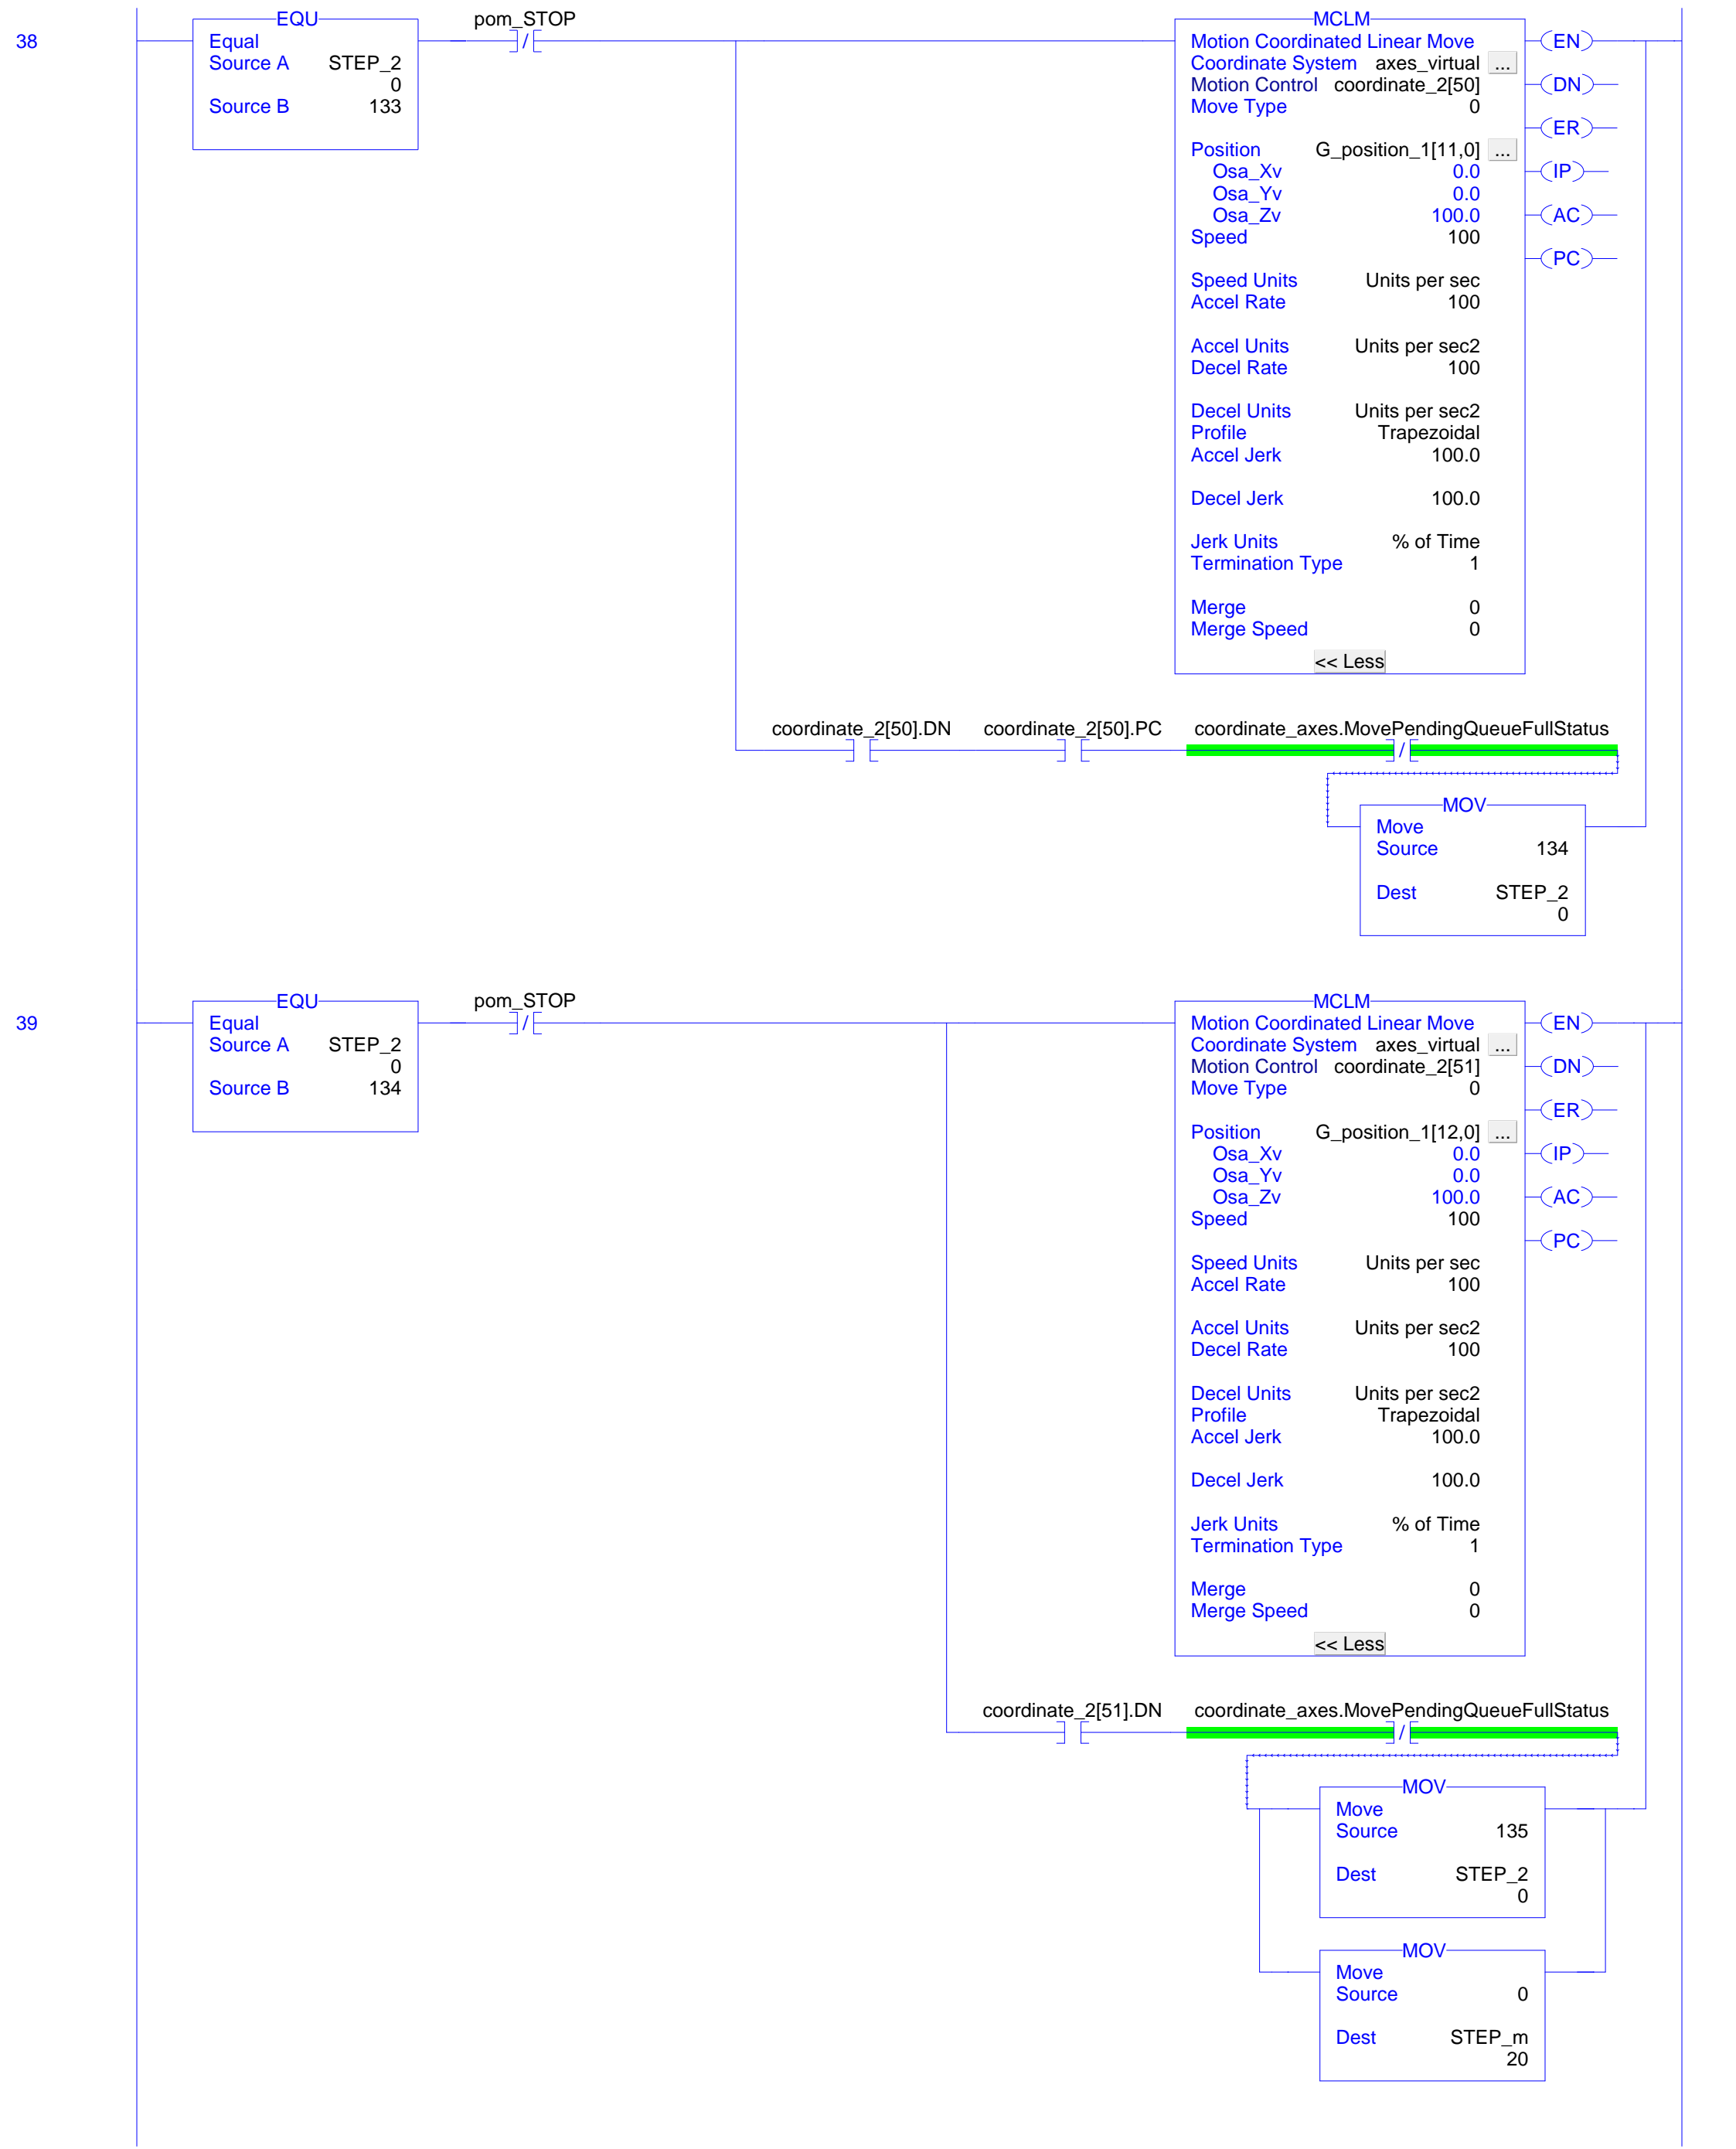 38
EQU
Equal
Source A STEP_2
0
Source B 133
pom_STOP
/
MCLM
Motion Coordinated Linear Move
Coordinate System axes_virtual ...
Motion Control coordinate_2[50]
Move Type 0
Position G_position_1[11,0] ...
Osa_Xv 0.0
Osa_Yv 0.0
Osa_Zv 100.0
Speed 100
Speed Units Units per sec
Accel Rate 100
Accel Units Units per sec2
Decel Rate 100
Decel Units Units per sec2
Profile Trapezoidal
Accel Jerk 100.0
Decel Jerk 100.0
Jerk Units % of Time
Termination Type 1
Merge 0
Merge Speed 0
<< Less
EN
DN
ER
IP
AC
PC
coordinate_2[50].DN coordinate_2[50].PC coordinate_axes.MovePendingQueueFullStatus
/
MOV
Move
Source 134
Dest STEP_2
0
39
EQU
Equal
Source A STEP_2
0
Source B 134
pom_STOP
/
MCLM
Motion Coordinated Linear Move
Coordinate System axes_virtual ...
Motion Control coordinate_2[51]
Move Type 0
Position G_position_1[12,0] ...
Osa_Xv 0.0
Osa_Yv 0.0
Osa_Zv 100.0
Speed 100
Speed Units Units per sec
Accel Rate 100
Accel Units Units per sec2
Decel Rate 100
Decel Units Units per sec2
Profile Trapezoidal
Accel Jerk 100.0
Decel Jerk 100.0
Jerk Units % of Time
Termination Type 1
Merge 0
Merge Speed 0
<< Less
EN
DN
ER
IP
AC
PC
coordinate_2[51].DN coordinate_axes.MovePendingQueueFullStatus
/
MOV
Move
Source 135
Dest STEP_2
0
MOV
Move
Source 0
Dest STEP_m
20